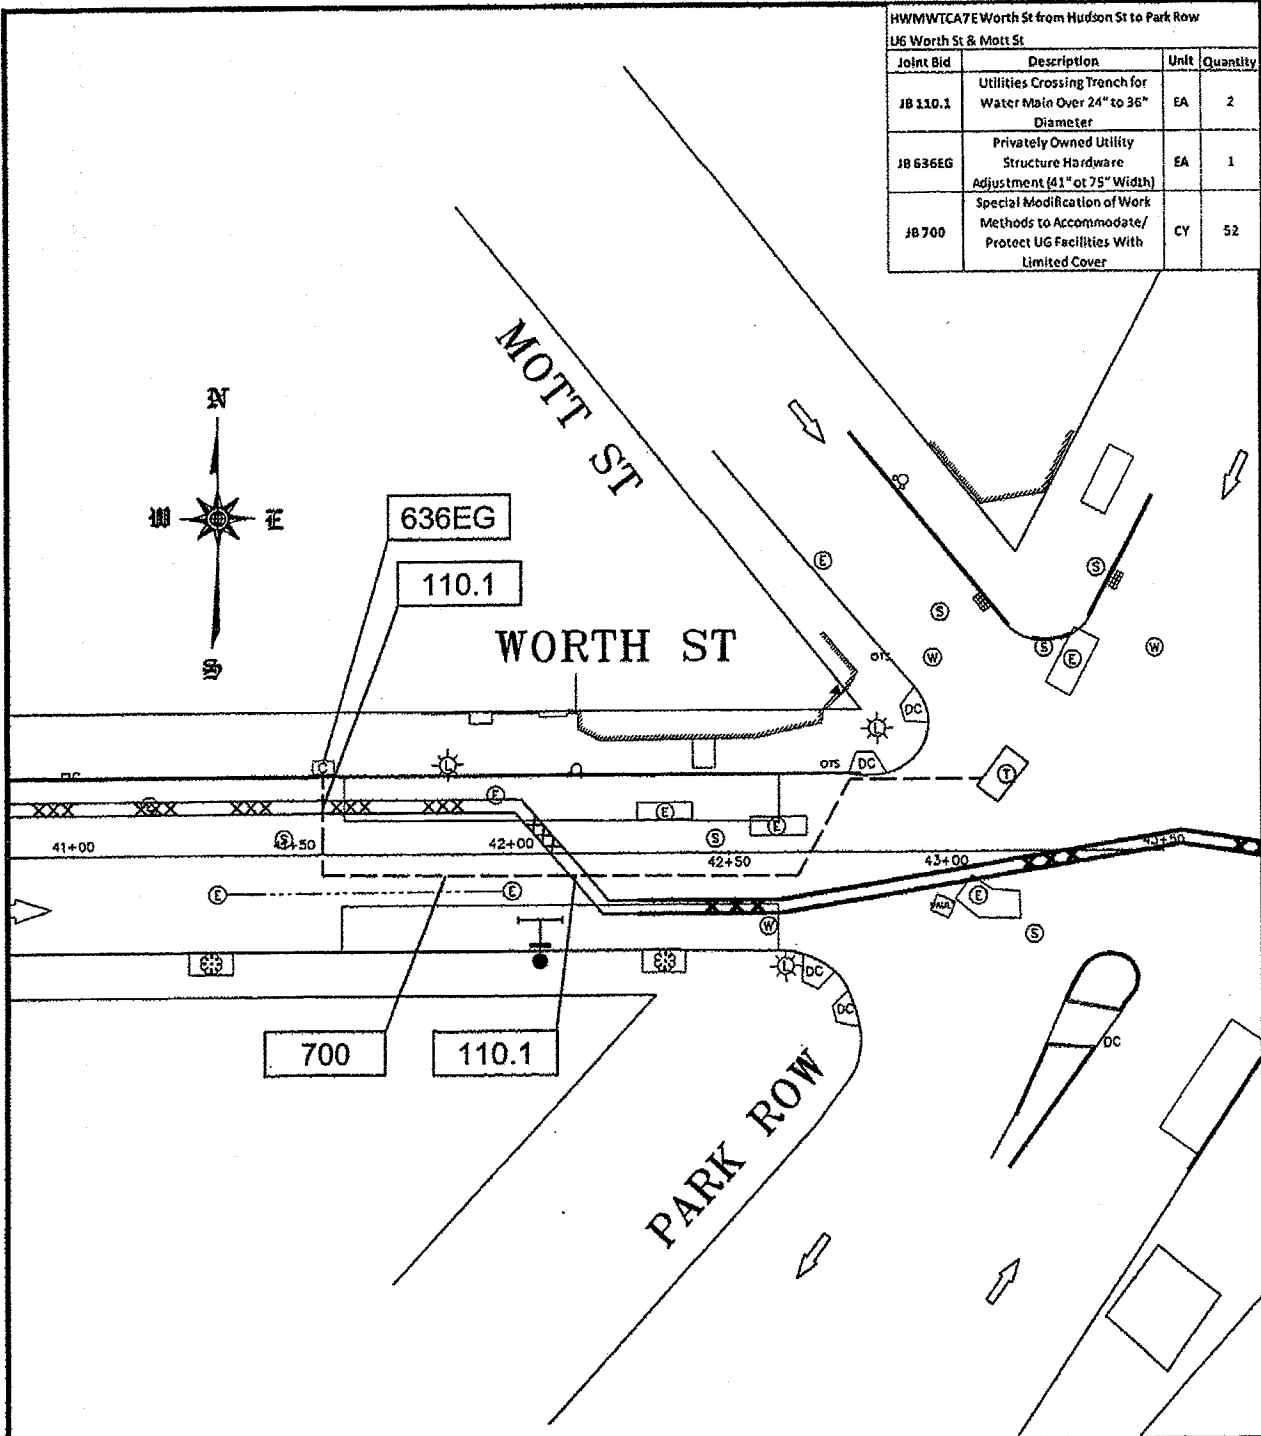 HWMWTCA7E Worth St from Hudson St to Park Row
U6 Worth St & Mott St
Joint Bid Description Unit Quantity
JB 110.1 Utilities Crossing Trench for Water Main Over 24" to 36" Diameter EA 2
JB 636EG Privately Owned Utility Structure Hardware Adjustment (41" ot 75" Width) EA 1
JB 700 Special Modification of Work Methods to Accommodate/ Protect UG Facilities With Limited Cover CY 52
MOTT ST
N
W E
S
636EG
110.1
WORTH ST
E
S
S
S
E
W
W
OTS
DC
L
OTS
DC
T
C
L
E
E
E
S
S
41+00
42+00
42+50
43+00
43+50
E
E
E
W
S
L
DC
DC
DC
700
110.1
PARK ROW